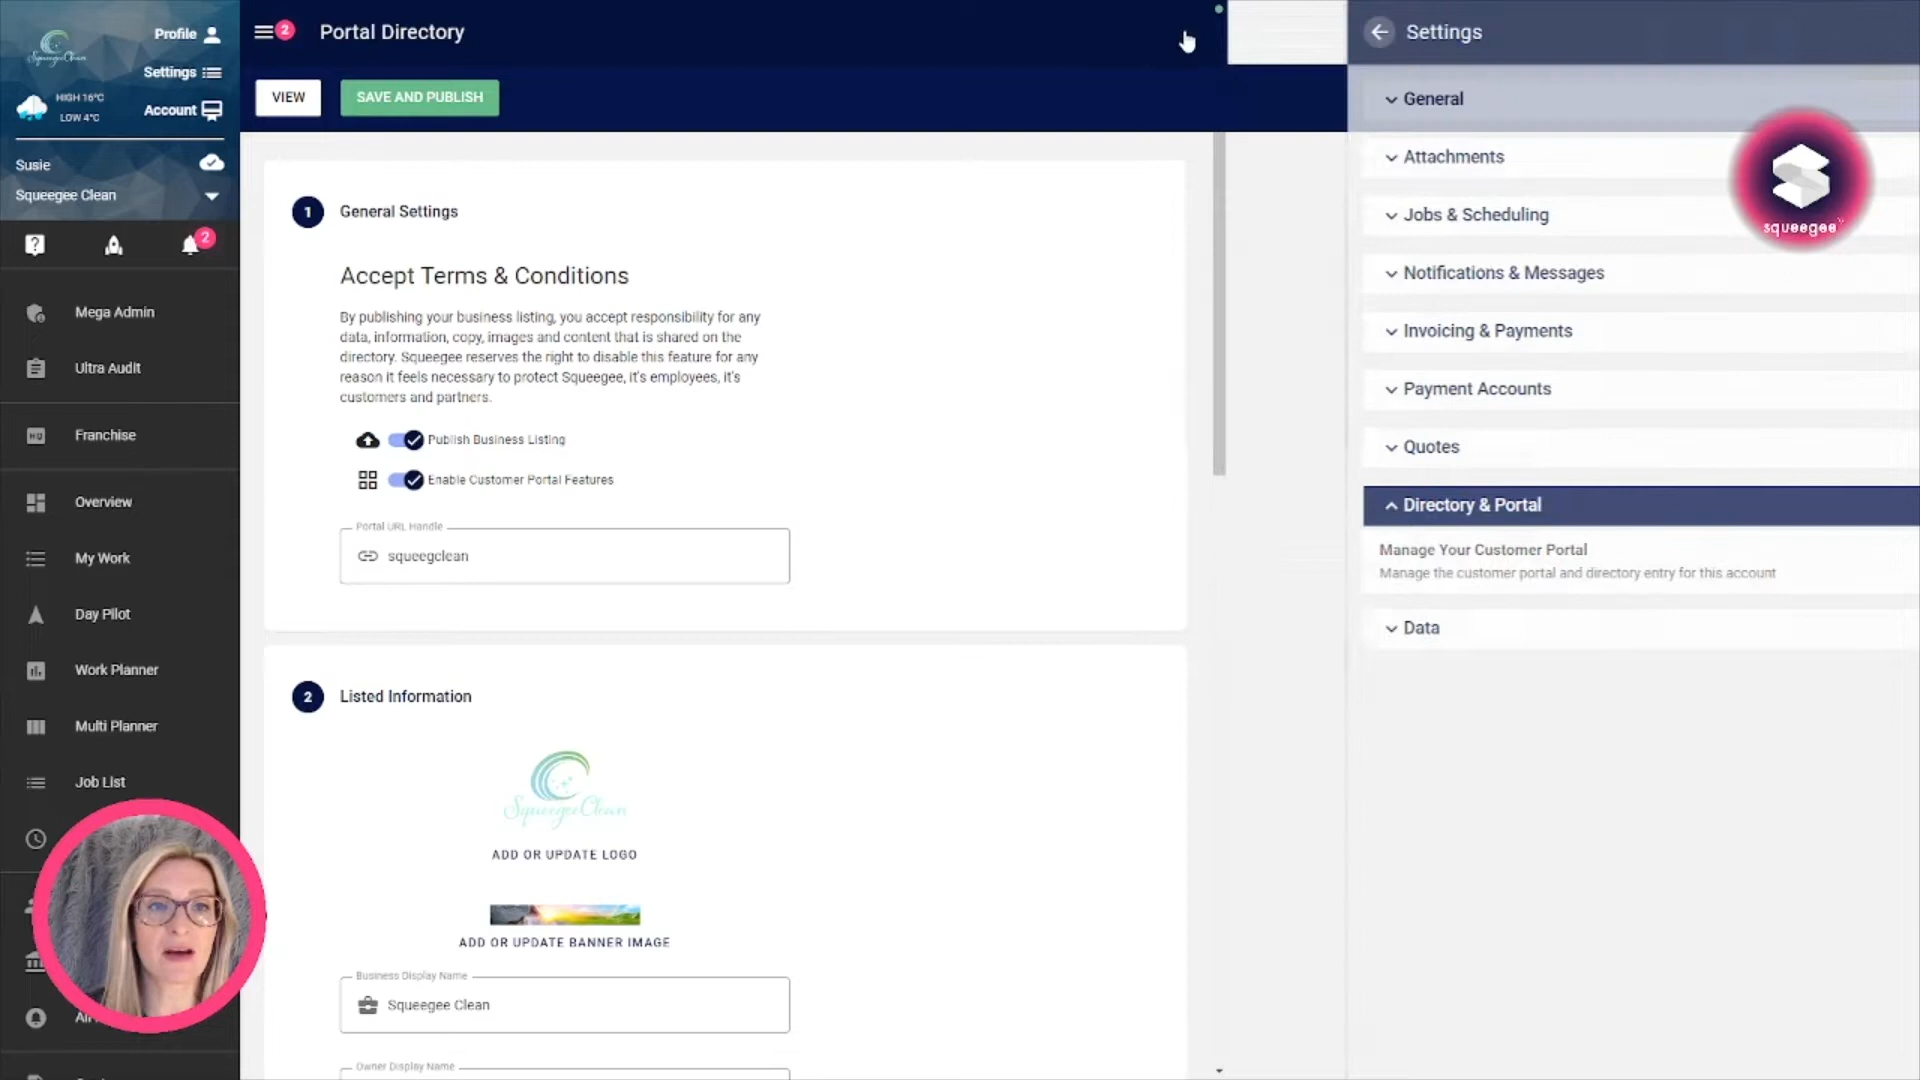 SqueegeeClean
Profile
Settings
HIGH 16°C
LOW 4°C
Account
Susie
Squeegee Clean
2
Mega Admin
Ultra Audit
Franchise
Overview
My Work
Day Pilot
Work Planner
Multi Planner
Job List
2
Portal Directory
VIEW
SAVE AND PUBLISH
1
General Settings
Accept Terms & Conditions
By publishing your business listing, you accept responsibility for any
data, information, copy, images and content that is shared on the
directory. Squeegee reserves the right to disable this feature for any
reason it feels necessary to protect Squeegee, it's employees, it's
customers and partners.
Publish Business Listing
Enable Customer Portal Features
Portal URL Handle
squeegclean
2
Listed Information
SqueegeeClean
ADD OR UPDATE LOGO
ADD OR UPDATE BANNER IMAGE
Business Display Name
Squeegee Clean
Owner Display Name
Settings
General
Attachments
Jobs & Scheduling
Notifications & Messages
Invoicing & Payments
Payment Accounts
Quotes
Directory & Portal
Manage Your Customer Portal
Manage the customer portal and directory entry for this account
Data
squeegee